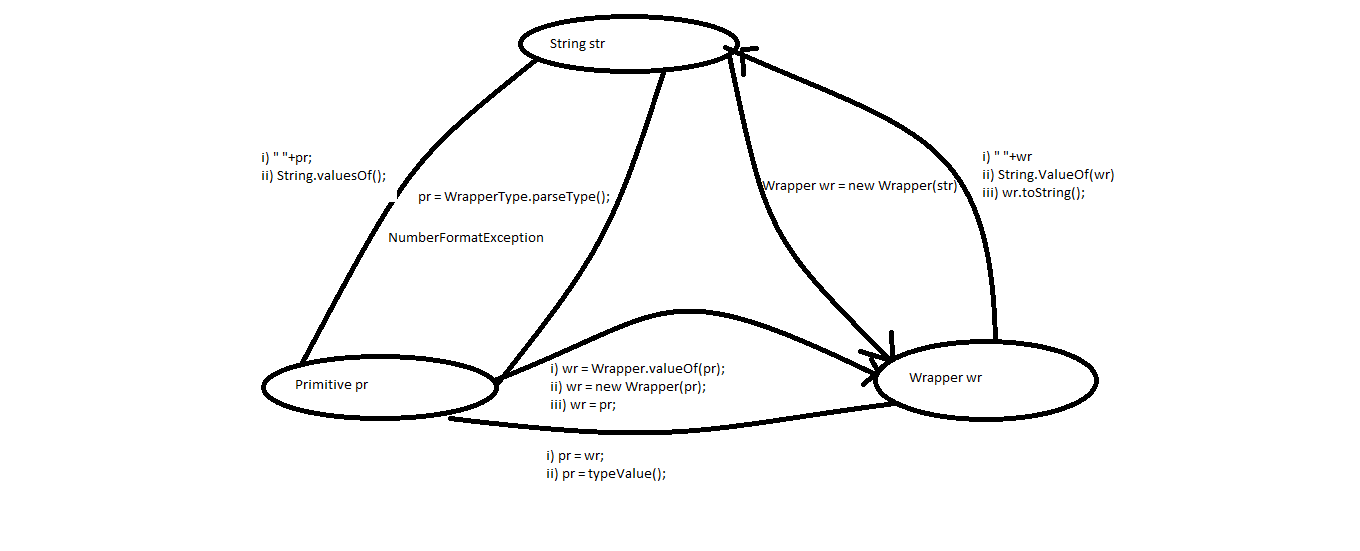 String str
i) " "+pr;
ii) String.valuesOf();
pr = WrapperType.parseType();
NumberFormatException
Wrapper wr = new Wrapper(str)
i) " "+wr
ii) String.ValueOf(wr)
iii) wr.toString();
Primitive pr
i) wr = Wrapper.valueOf(pr);
ii) wr = new Wrapper(pr);
iii) wr = pr;
Wrapper wr
i) pr = wr;
ii) pr = typeValue();